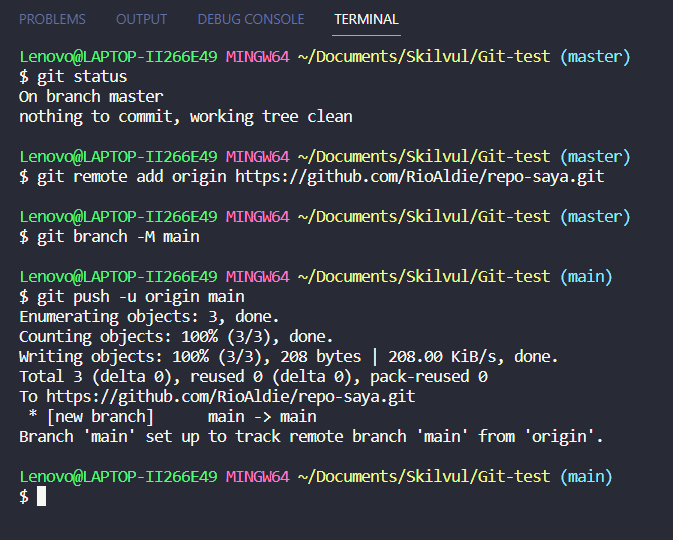 PROBLEMS OUTPUT DEBUG CONSOLE TERMINAL
Lenovo@LAPTOP-II266E49 MINGW64 ~/Documents/Skilvul/Git-test (master)
$ git status
On branch master
nothing to commit, working tree clean
Lenovo@LAPTOP-II266E49 MINGW64 ~/Documents/Skilvul/Git-test (master)
$ git remote add origin https://github.com/RioAldie/repo-saya.git
Lenovo@LAPTOP-II266E49 MINGW64 ~/Documents/Skilvul/Git-test (master)
$ git branch -M main
Lenovo@LAPTOP-II266E49 MINGW64 ~/Documents/Skilvul/Git-test (main)
$ git push -u origin main
Enumerating objects: 3, done.
Counting objects: 100% (3/3), done.
Writing objects: 100% (3/3), 208 bytes | 208.00 KiB/s, done.
Total 3 (delta 0), reused 0 (delta 0), pack-reused 0
To https://github.com/RioAldie/repo-saya.git
 * [new branch]      main -> main
Branch 'main' set up to track remote branch 'main' from 'origin'.
Lenovo@LAPTOP-II266E49 MINGW64 ~/Documents/Skilvul/Git-test (main)
$